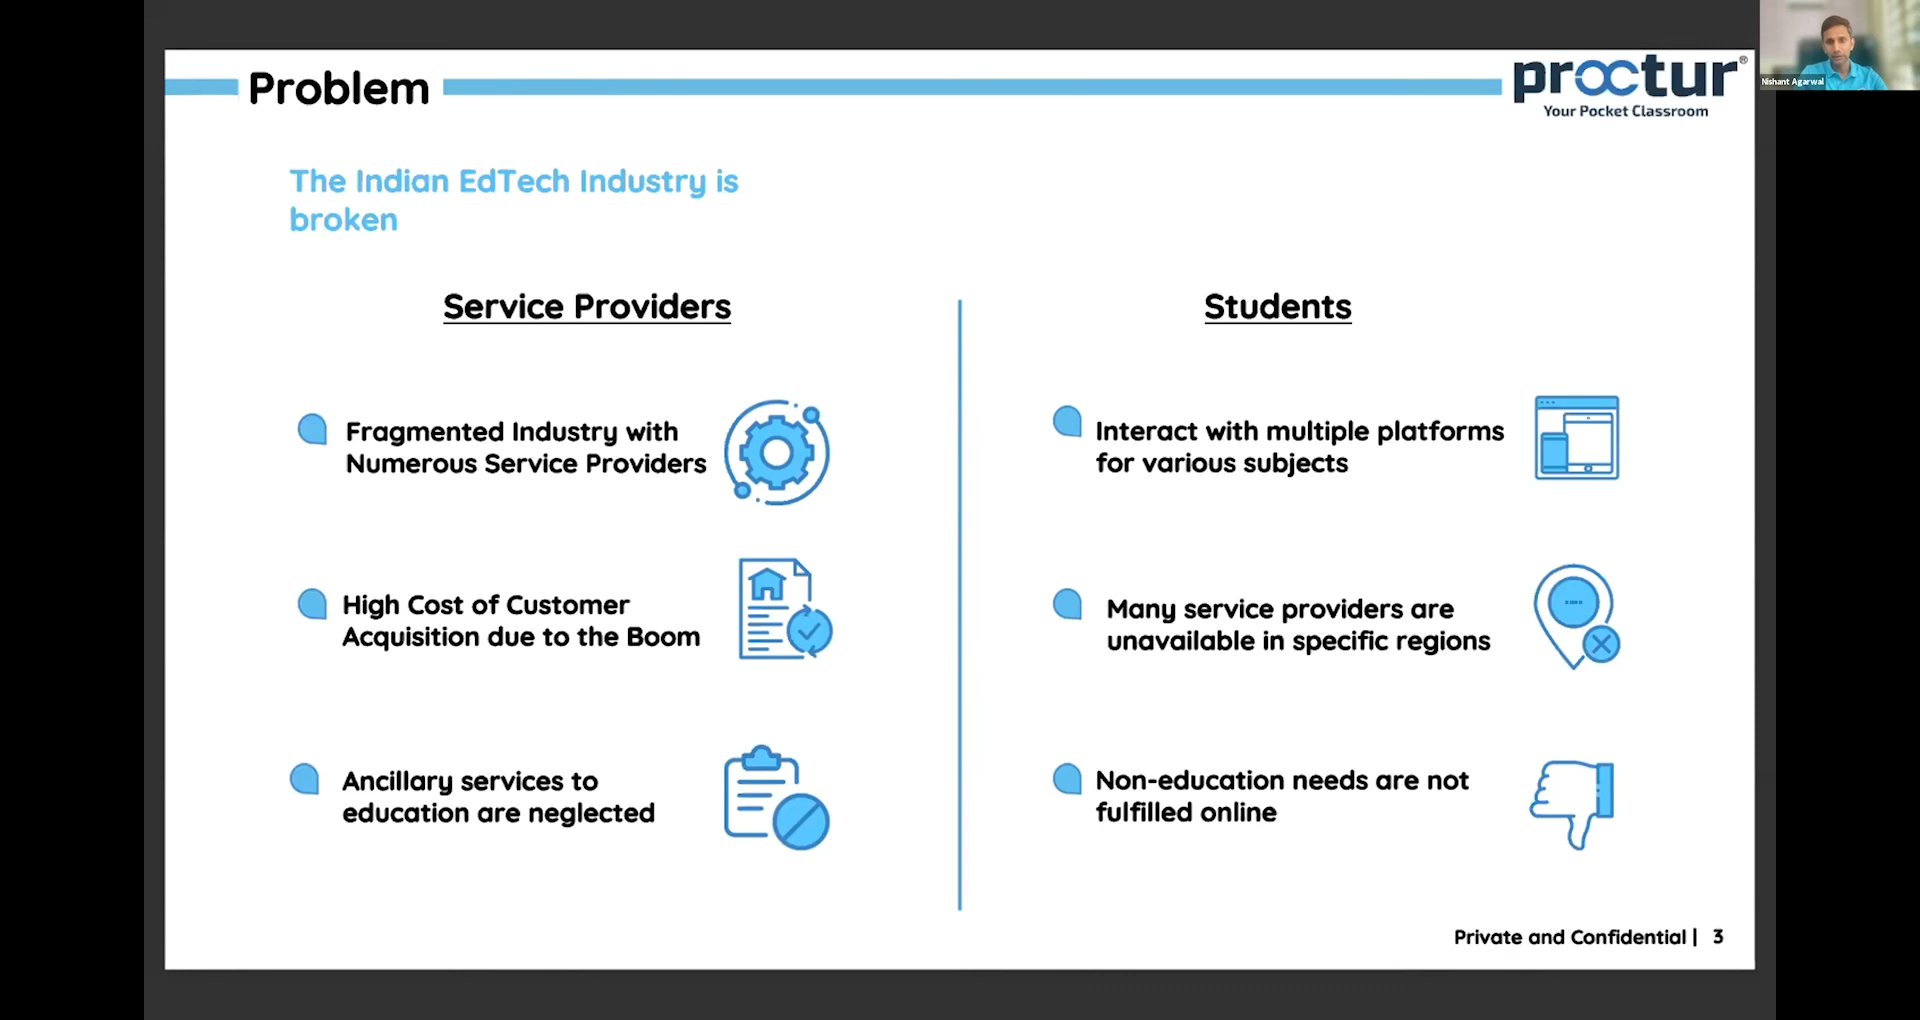 Problem
proctur®
Your Pocket Classroom
Nishant Agarwal
The Indian EdTech Industry is
broken
Service Providers
Fragmented Industry with
Numerous Service Providers
High Cost of Customer
Acquisition due to the Boom
Ancillary services to
education are neglected
Students
Interact with multiple platforms
for various subjects
Many service providers are
unavailable in specific regions
Non-education needs are not
fulfilled online
Private and Confidential | 3